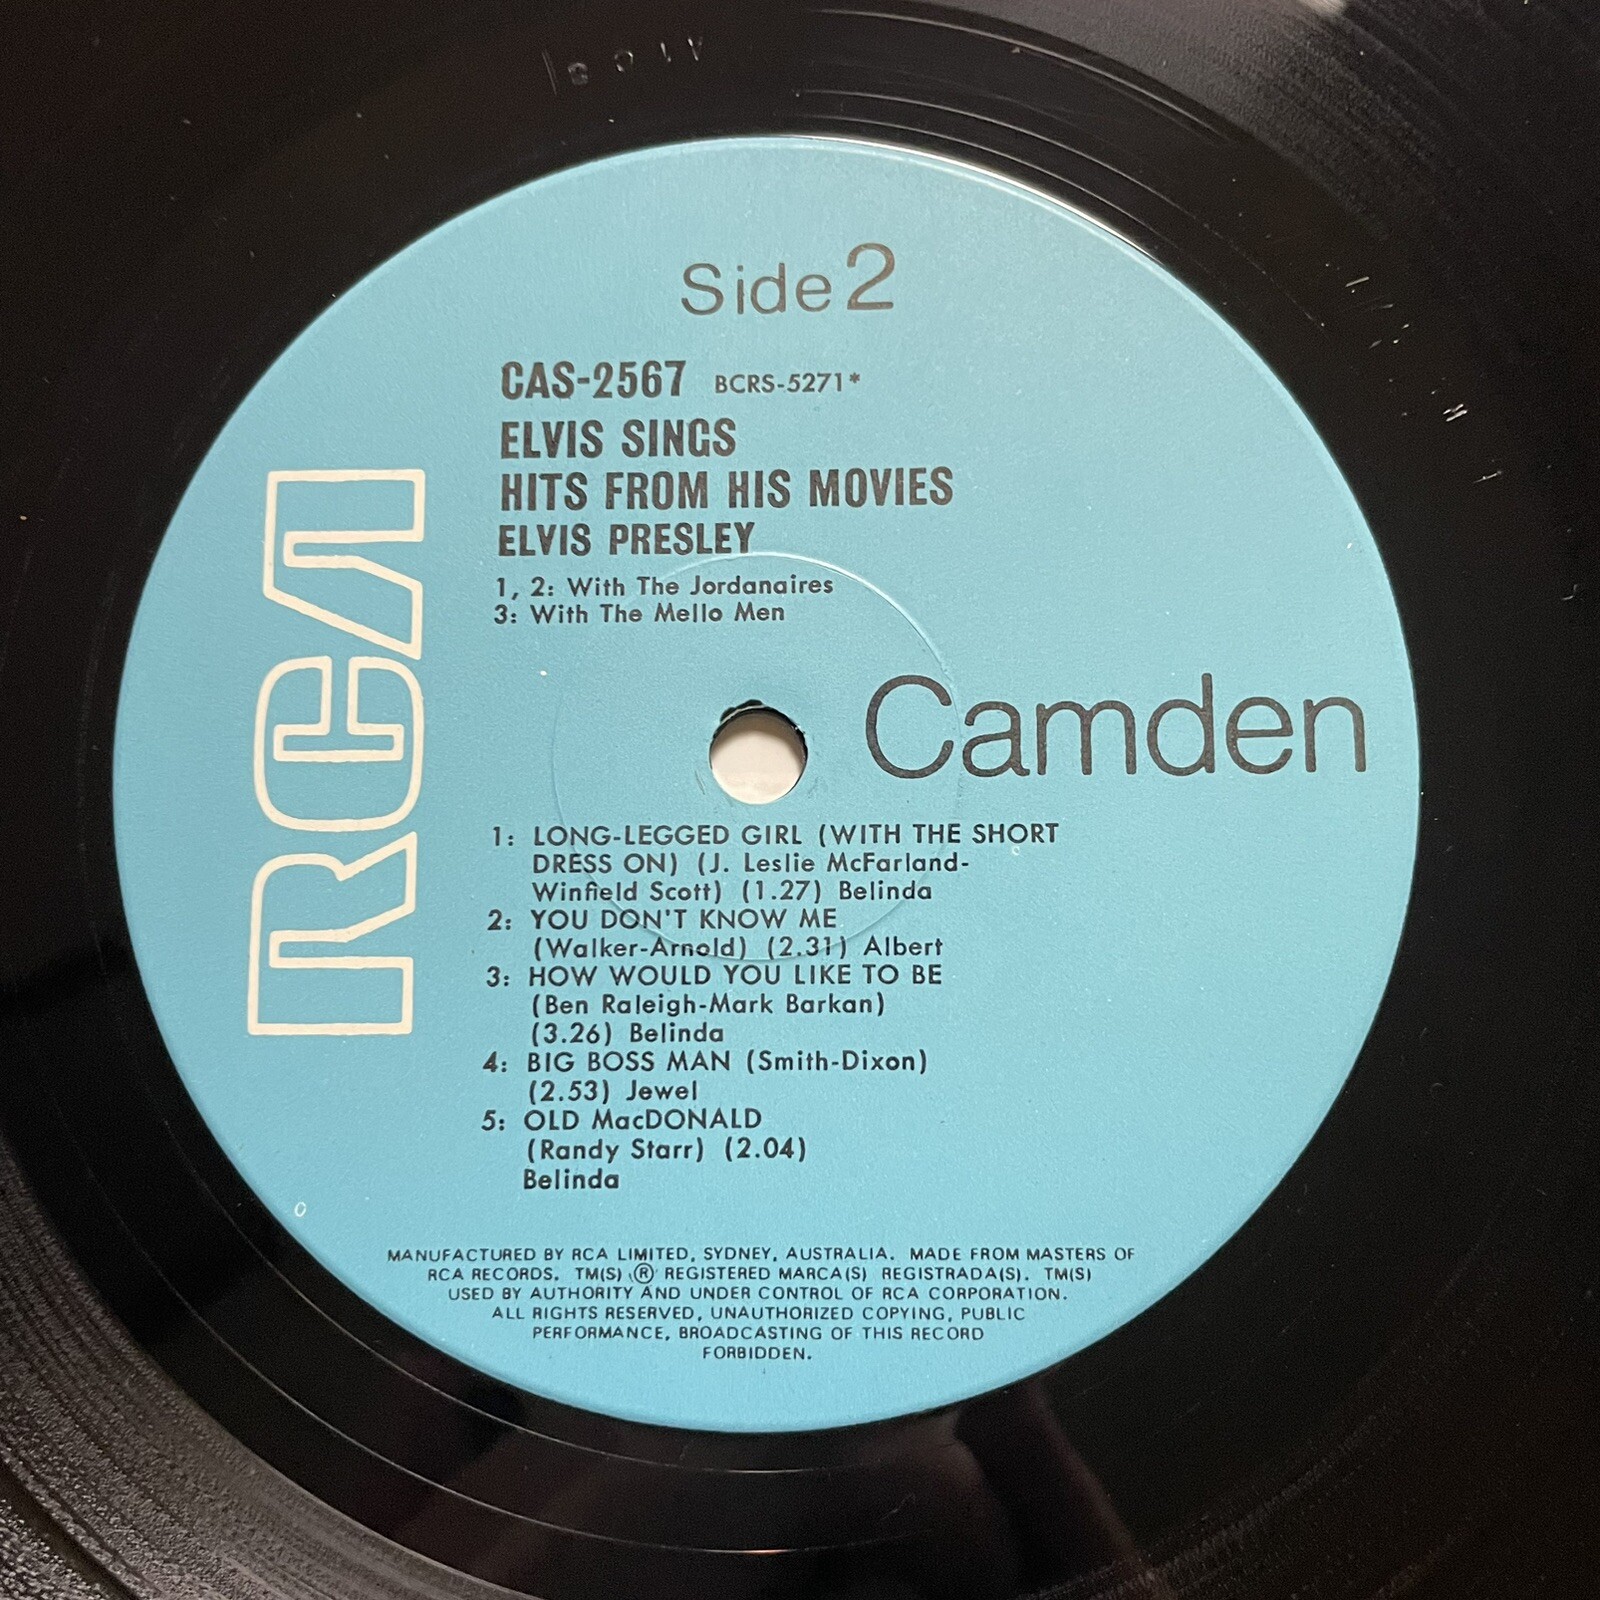 Side 2
CAS-2567 BCRS-5271*
ELVIS SINGS
HITS FROM HIS MOVIES
ELVIS PRESLEY
1, 2: With The Jordanaires
3: With The Mello Men
RCA
Camden
1: LONG-LEGGED GIRL (WITH THE SHORT
DRESS ON) (J. Leslie McFarland-
Winfield Scott) (1.27) Belinda
2: YOU DON'T KNOW ME
(Walker-Arnold) (2.31) Albert
3: HOW WOULD YOU LIKE TO BE
(Ben Raleigh-Mark Barkan)
(3.26) Belinda
4: BIG BOSS MAN (Smith-Dixon)
(2.53) Jewel
5: OLD MacDONALD
(Randy Starr) (2.04)
Belinda
MANUFACTURED BY RCA LIMITED, SYDNEY, AUSTRALIA. MADE FROM MASTERS OF
RCA RECORDS. TM(S) ® REGISTERED MARCA(S) REGISTRADA(S). TM(S)
USED BY AUTHORITY AND UNDER CONTROL OF RCA CORPORATION.
ALL RIGHTS RESERVED, UNAUTHORIZED COPYING, PUBLIC
PERFORMANCE, BROADCASTING OF THIS RECORD
FORBIDDEN.